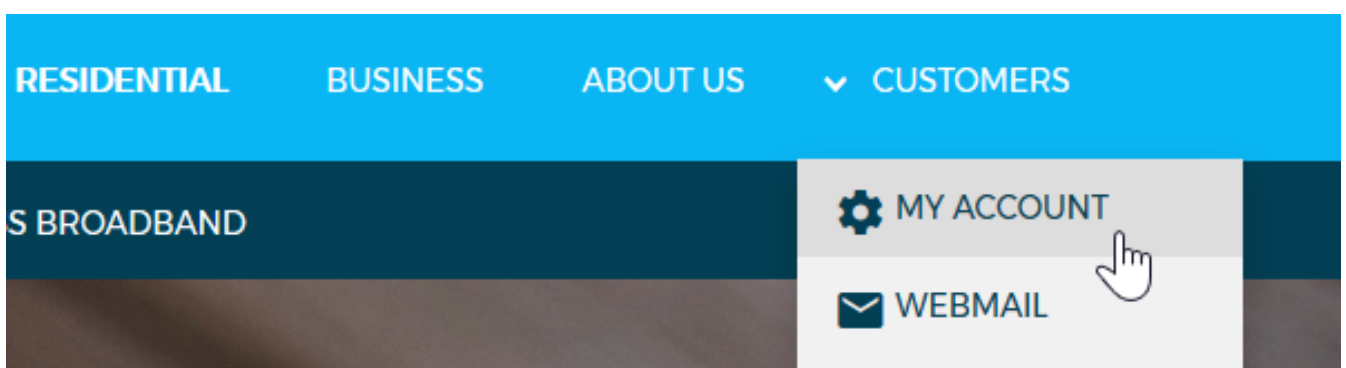 RESIDENTIAL BUSINESS ABOUT US CUSTOMERS
S BROADBAND
MY ACCOUNT
WEBMAIL